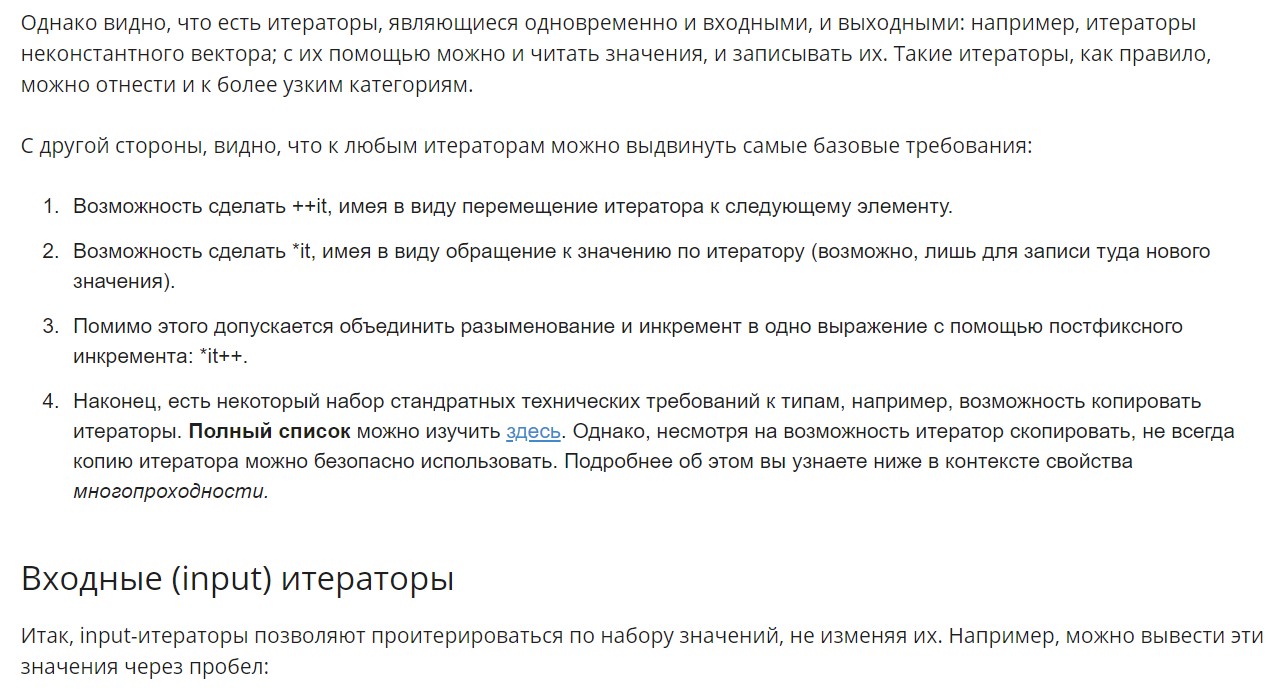 Однако видно, что есть итераторы, являющиеся одновременно и входными, и выходными: например, итераторы
неконстантного вектора; с их помощью можно и читать значения, и записывать их. Такие итераторы, как правило,
можно отнести и к более узким категориям.
С другой стороны, видно, что к любым итераторам можно выдвинуть самые базовые требования:
1. Возможность сделать ++it, имея в виду перемещение итератора к следующему элементу.
2. Возможность сделать *it, имея в виду обращение к значению по итератору (возможно, лишь для записи туда нового
значения).
3. Помимо этого допускается объединить разыменование и инкремент в одно выражение с помощью постфиксного
инкремента: *it++.
4. Наконец, есть некоторый набор стандратных технических требований к типам, например, возможность копировать
итераторы. Полный список можно изучить здесь. Однако, несмотря на возможность итератор скопировать, не всегда
копию итератора можно безопасно использовать. Подробнее об этом вы узнаете ниже в контексте свойства
многопроходности.
Входные (input) итераторы
Итак, input-итераторы позволяют проитерироваться по набору значений, не изменяя их. Например, можно вывести эти
значения через пробел: